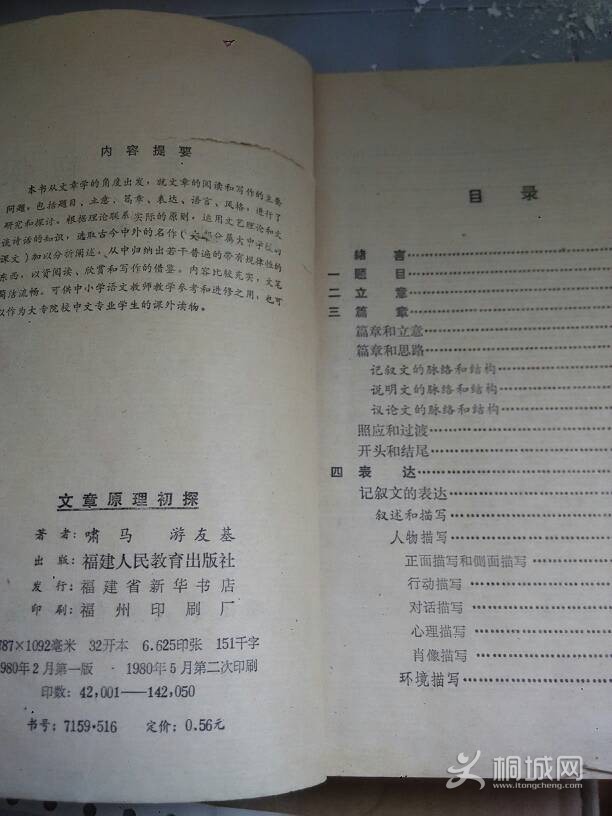 内容提要
本书从文章学的角度出发，就文章的阅读和写作的主要
问题，包括题目、立意、篇章、表达、语言、风格，进行了
研究和探讨。根据理论联系实际的原则，运用文艺理论和文
谈诗话的知识，选取古今中外的名作（大部分属大中学校的
课文）加以分析阐述，从中归纳出若干普遍的带有规律性的
东西，以资阅读、欣赏和写作的借鉴。内容比较充实，文笔
简洁流畅。可供中小学语文教师教学参考和进修之用，也可
以作为大专院校中文专业学生的课外读物。
文章原理初探
著者：啸马 游友基
出版：福建人民教育出版社
发行：福建省新华书店
印刷：福州印刷厂
787×1092毫米 32开本 6.625印张 151千字
1980年2月第一版·1980年5月第二次印刷
印数：42,001——142,050
书号：7159·516 定价：0.56元
目录
绪言
一 题目
二 立意
三 篇章
篇章和立意
篇章和思路
记叙文的脉络和结构
说明文的脉络和结构
议论文的脉络和结构
照应和过渡
开头和结尾
四 表达
记叙文的表达
叙述和描写
人物描写
正面描写和侧面描写
行动描写
对话描写
心理描写
肖像描写
环境描写
桐城网
www.itongcheng.com